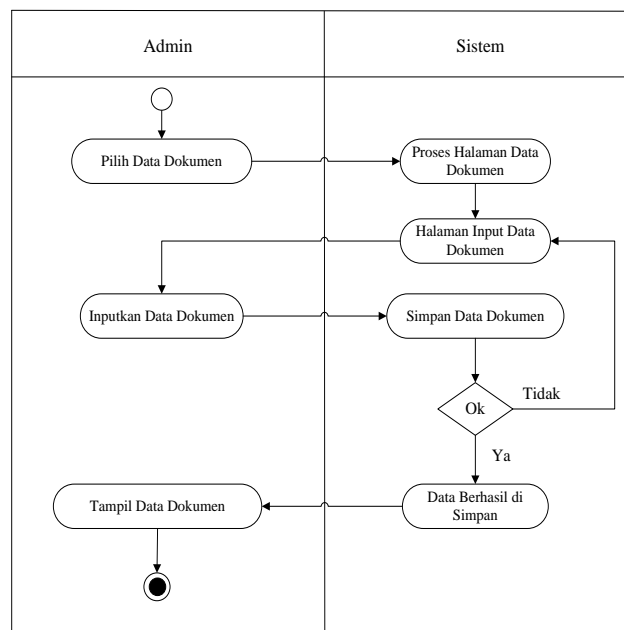 Admin
Sistem
Pilih Data Dokumen
Proses Halaman Data
Dokumen
Halaman Input Data
Dokumen
Inputkan Data Dokumen
Simpan Data Dokumen
Ok
Tidak
Ya
Tampil Data Dokumen
Data Berhasil di
Simpan